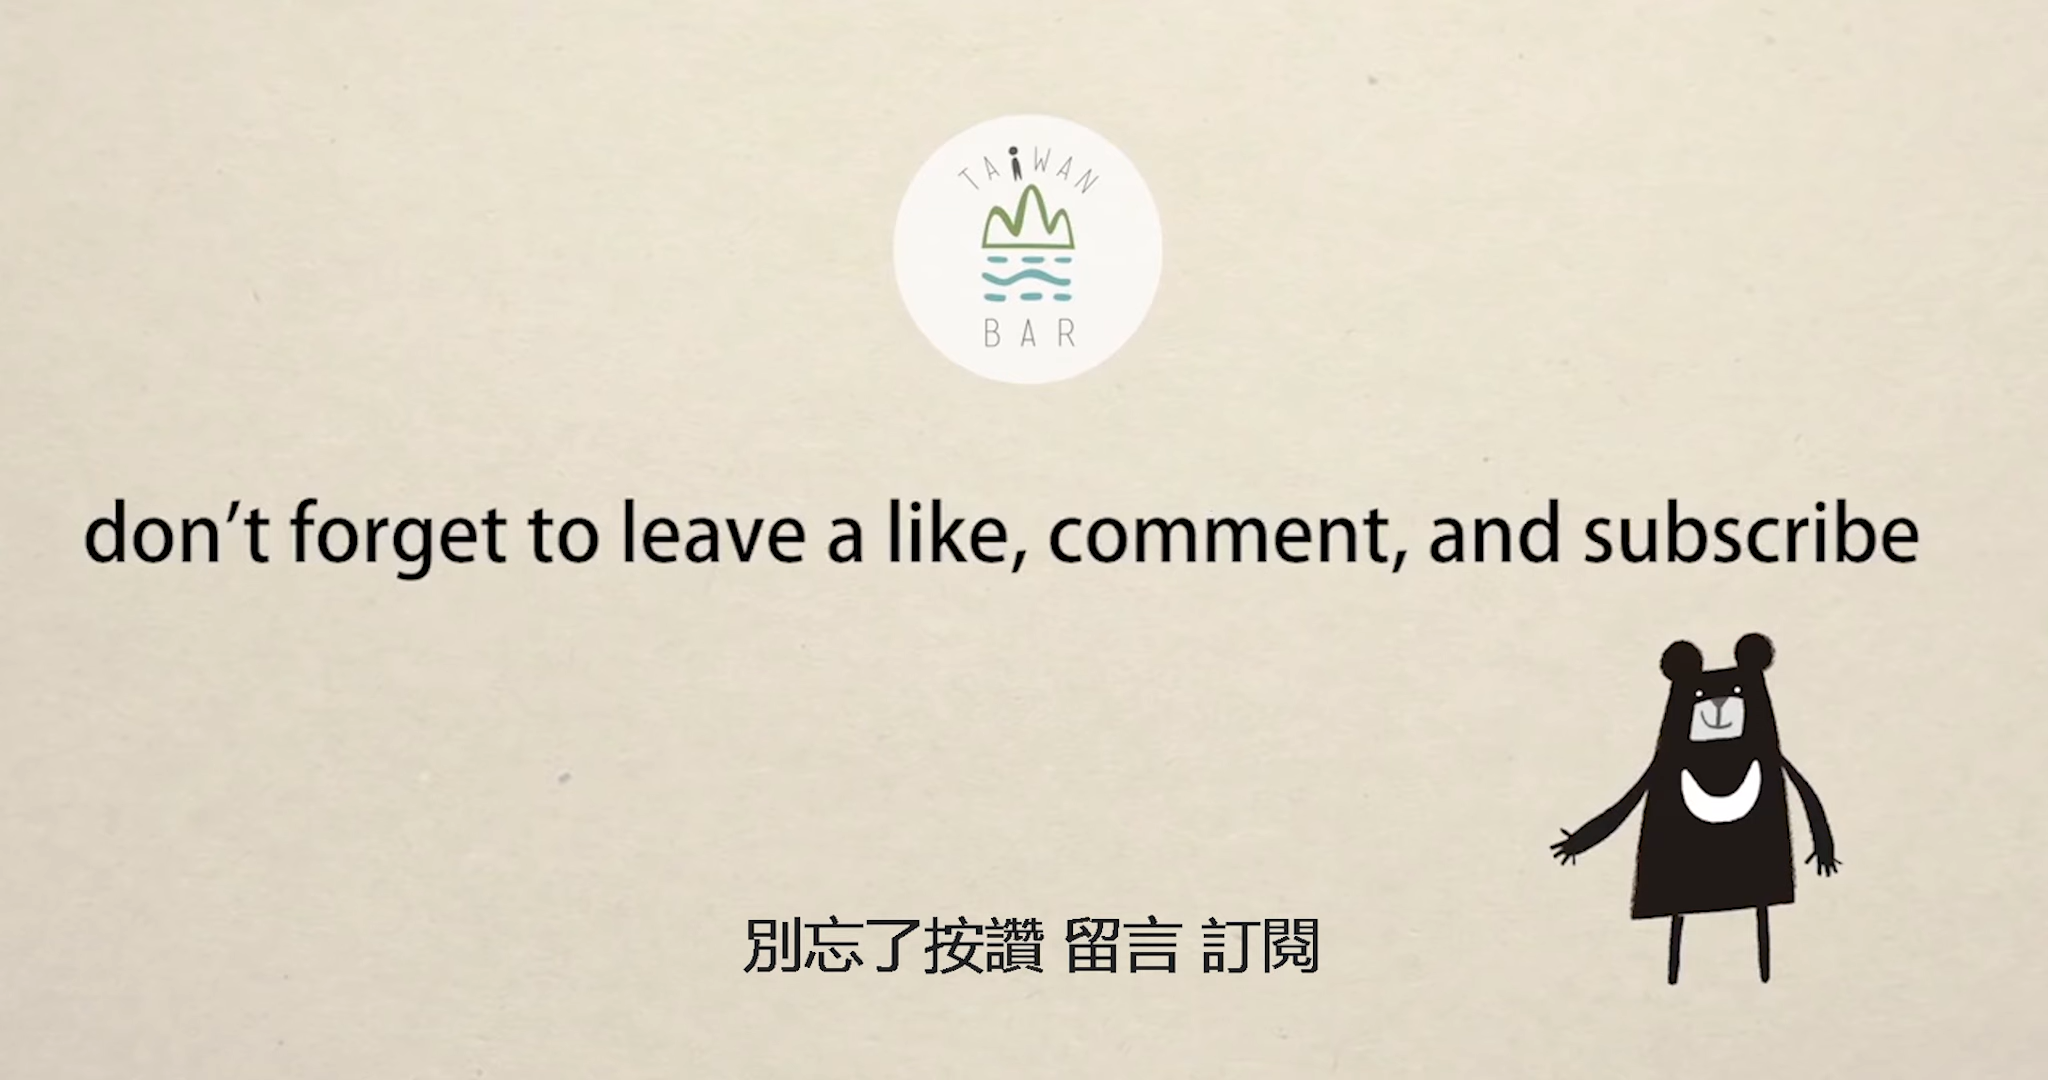 TAiWAN
BAR
don't forget to leave a like, comment, and subscribe
別忘了按讚 留言 訂閱